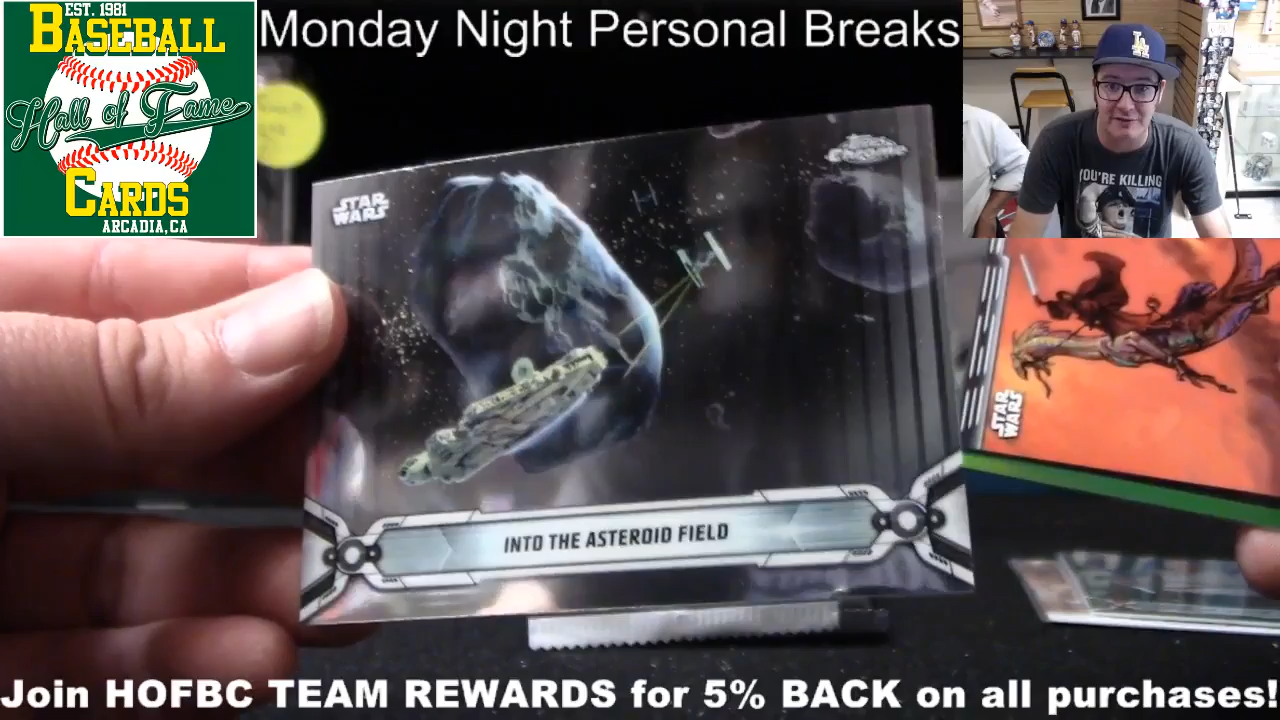 EST. 1981
BASEBALL
Hall of Fame
CARDS
ARCADIA, CA
Monday Night Personal Breaks
LA
YOU'RE KILLING
STAR
WARS
INTO THE ASTEROID FIELD
STAR
WARS
Join HOFBC TEAM REWARDS for 5% BACK on all purchases!